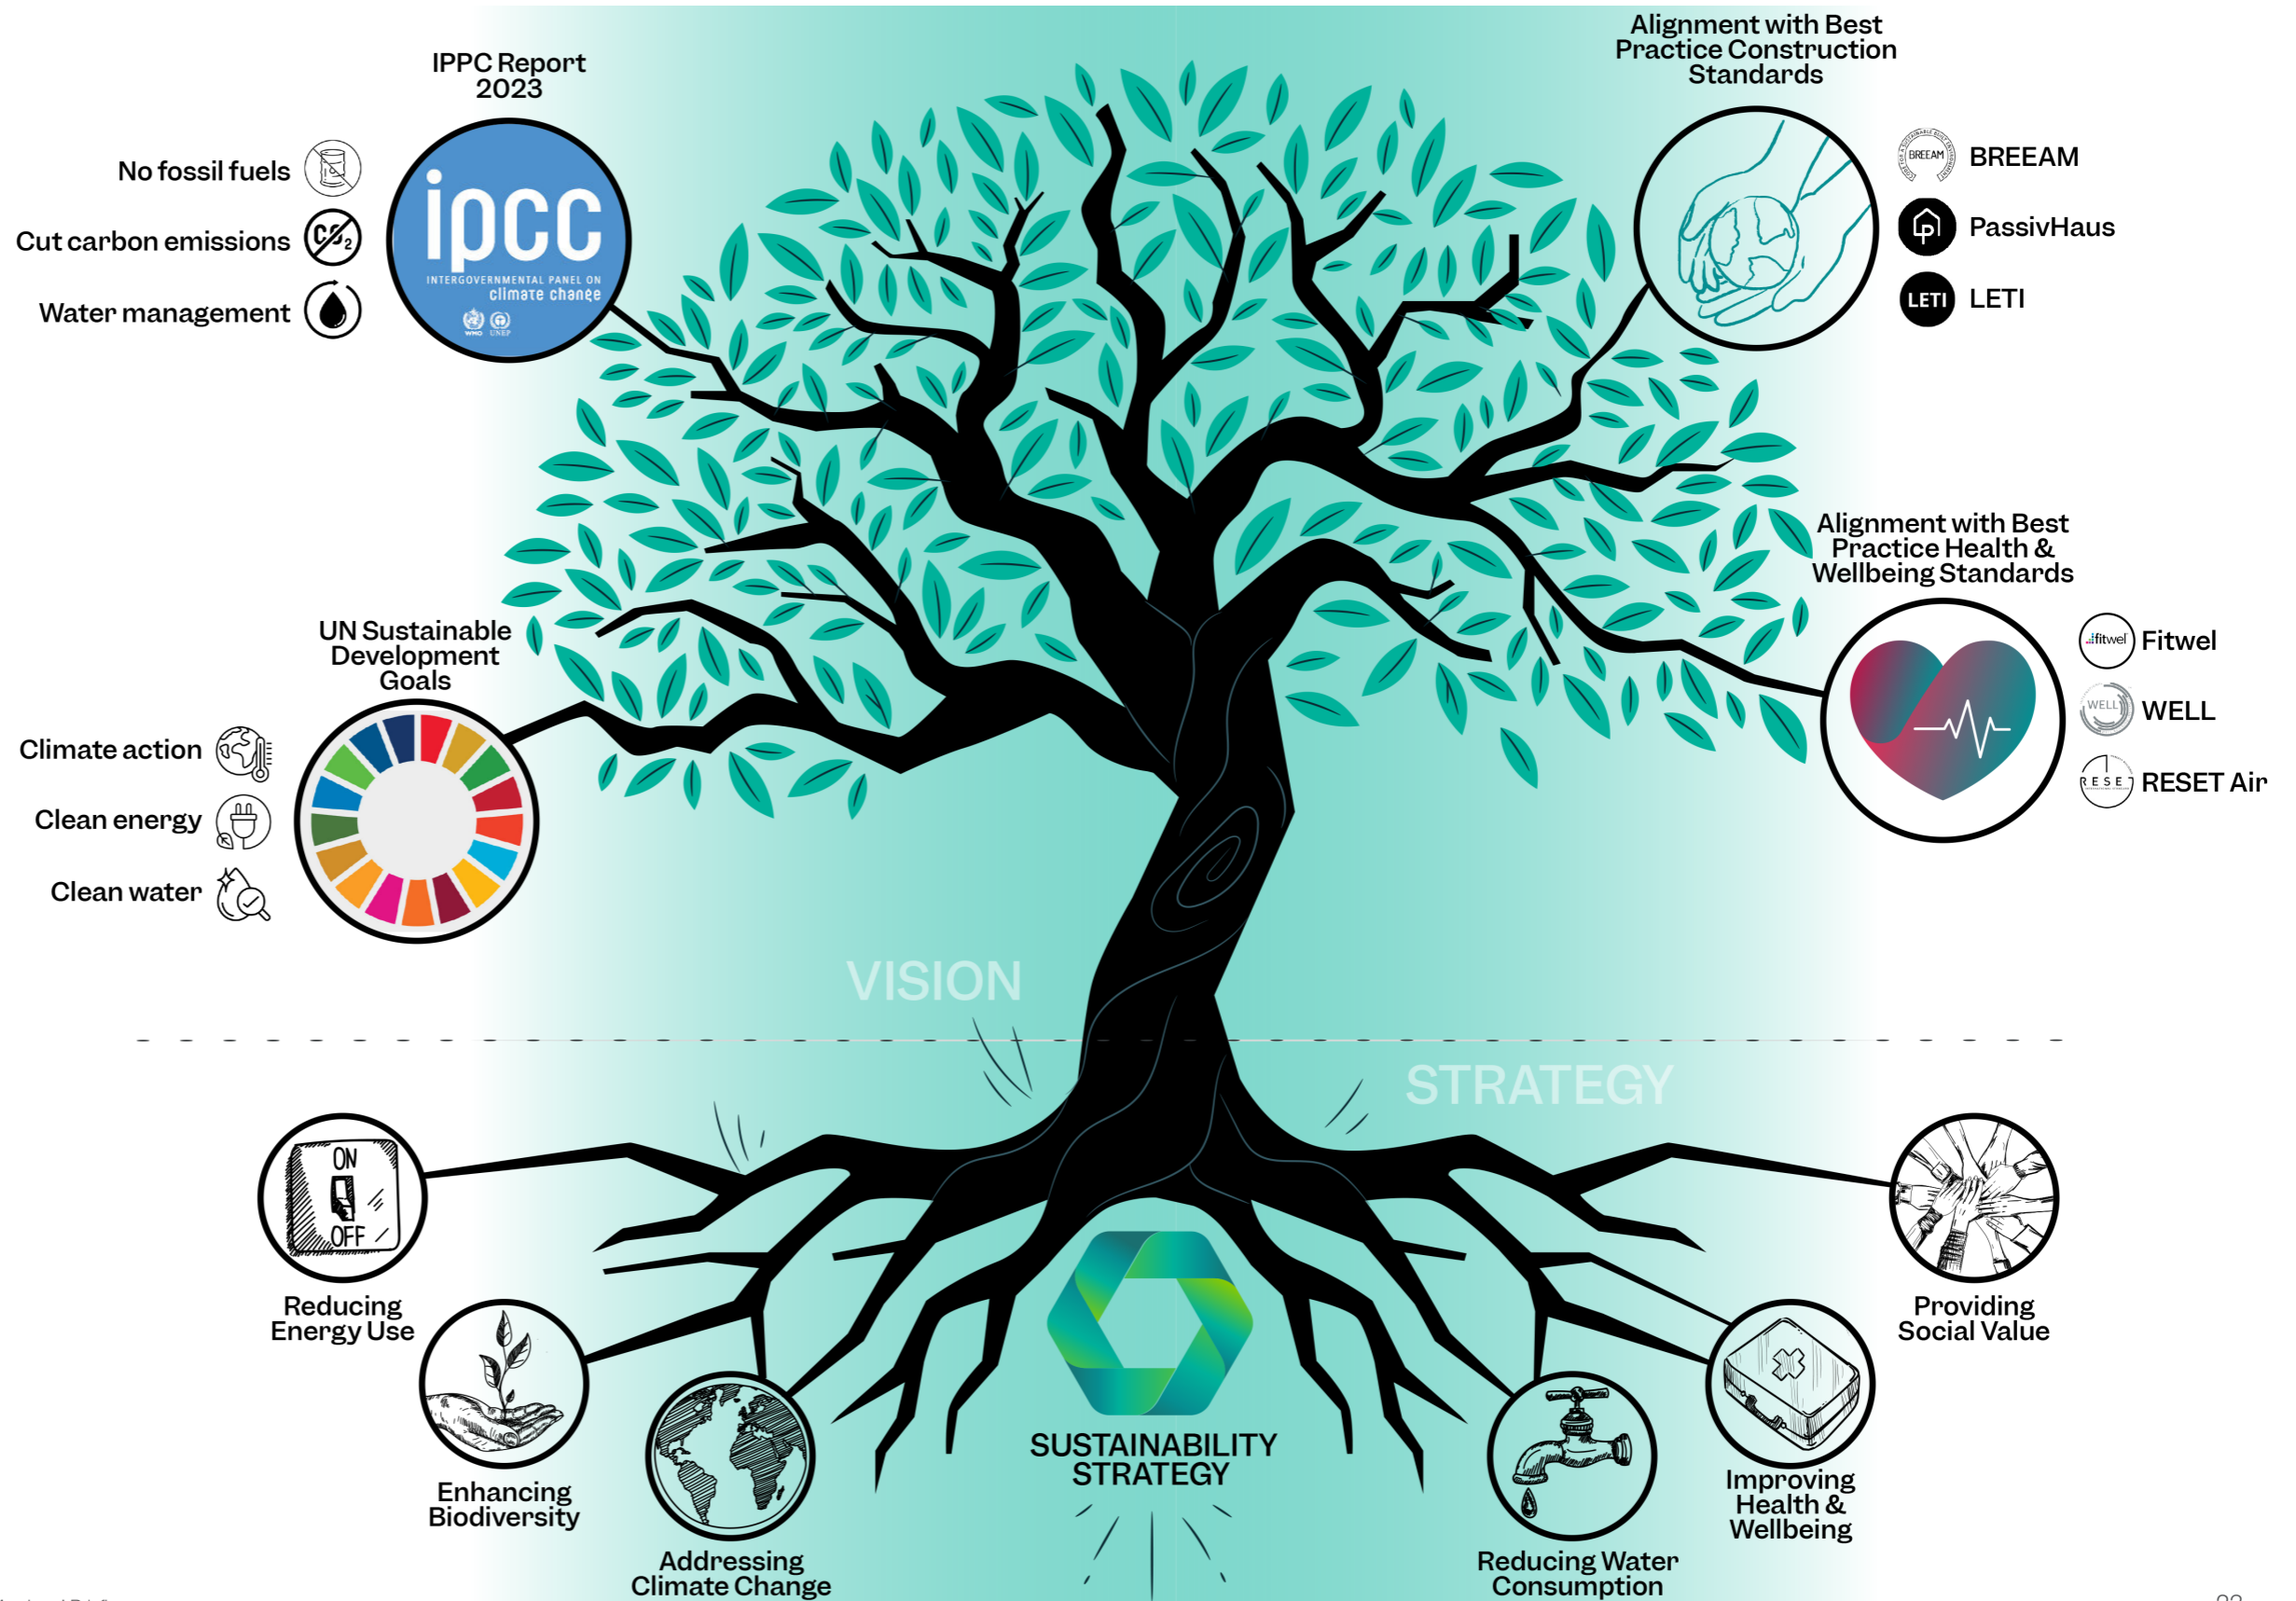 IPPC Report
2023
No fossil fuels
Cut carbon emissions
CO2
Water management
ipcc
INTERGOVERNMENTAL PANEL ON
climate change
WMO UNEP
Alignment with Best
Practice Construction
Standards
BREEAM
BREEAM
PassivHaus
LETI
LETI
Alignment with Best
Practice Health &
Wellbeing Standards
fitwel
Fitwel
WELL
WELL
RESET
RESET Air
UN Sustainable
Development
Goals
Climate action
Clean energy
Clean water
VISION
STRATEGY
ON
OFF
Reducing
Energy Use
Enhancing
Biodiversity
Addressing
Climate Change
SUSTAINABILITY
STRATEGY
Reducing Water
Consumption
Improving
Health &
Wellbeing
Providing
Social Value